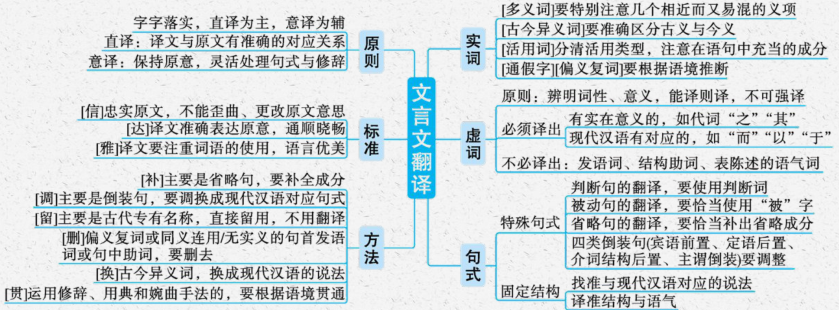 文言文翻译
原则
字字落实，直译为主，意译为辅
直译：译文与原文有准确的对应关系
意译：保持原意，灵活处理句式与修辞
标准
[信]忠实原文，不能歪曲、更改原文意思
[达]译文准确表达原意，通顺晓畅
[雅]译文要注重词语的使用，语言优美
方法
[补]主要是省略句，要补全成分
[调]主要是倒装句，要调换成现代汉语对应句式
[留]主要是古代专有名称，直接留用，不用翻译
[删]偏义复词或同义连用/无实义的句首发语
词或句中助词，要删去
[换]古今异义词，换成现代汉语的说法
[贯]运用修辞、用典和婉曲手法的，要根据语境贯通
实词
[多义词]要特别注意几个相近而又易混的义项
[古今异义词]要准确区分古义与今义
[活用词]分清活用类型，注意在语句中充当的成分
[通假字][偏义复词]要根据语境推断
虚词
原则：辨明词性、意义，能译则译，不可强译
必须译出
有实在意义的，如代词“之”“其”
现代汉语有对应的，如“而”“以”“于”
不必译出：发语词、结构助词、表陈述的语气词
句式
特殊句式
判断句的翻译，要使用判断词
被动句的翻译，要恰当使用“被”字
省略句的翻译，要恰当补出省略成分
四类倒装句(宾语前置、定语后置、
介词结构后置、主谓倒装)要调整
固定结构
找准与现代汉语对应的说法
译准结构与语气